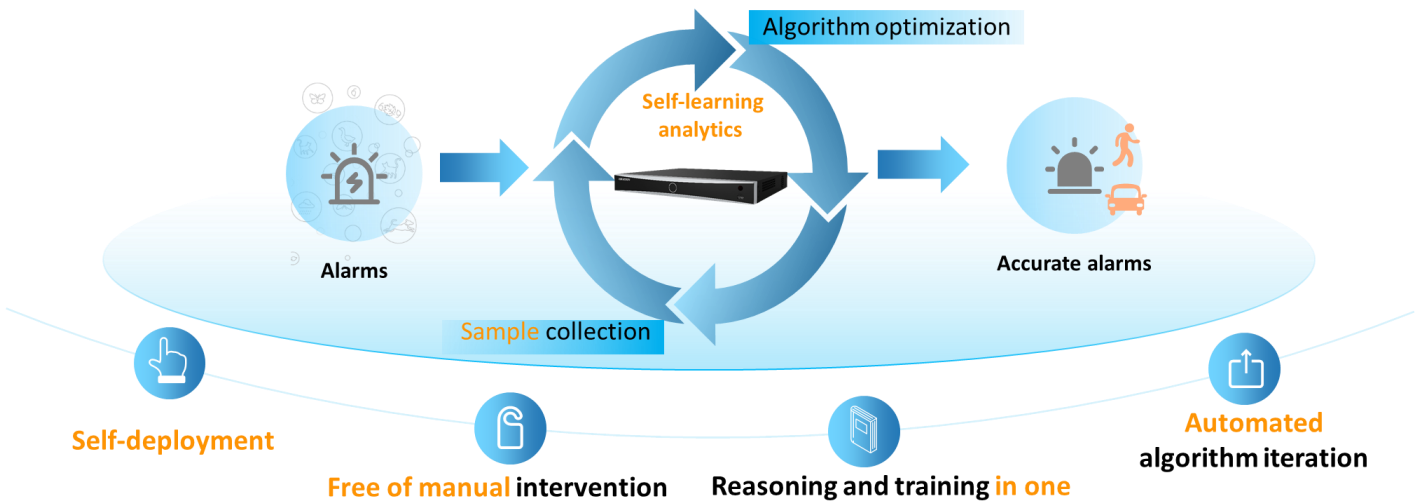 Algorithm optimization
Self-learning
analytics
Alarms
Accurate alarms
Sample collection
Self-deployment
Free of manual intervention
Reasoning and training in one
Automated
algorithm iteration